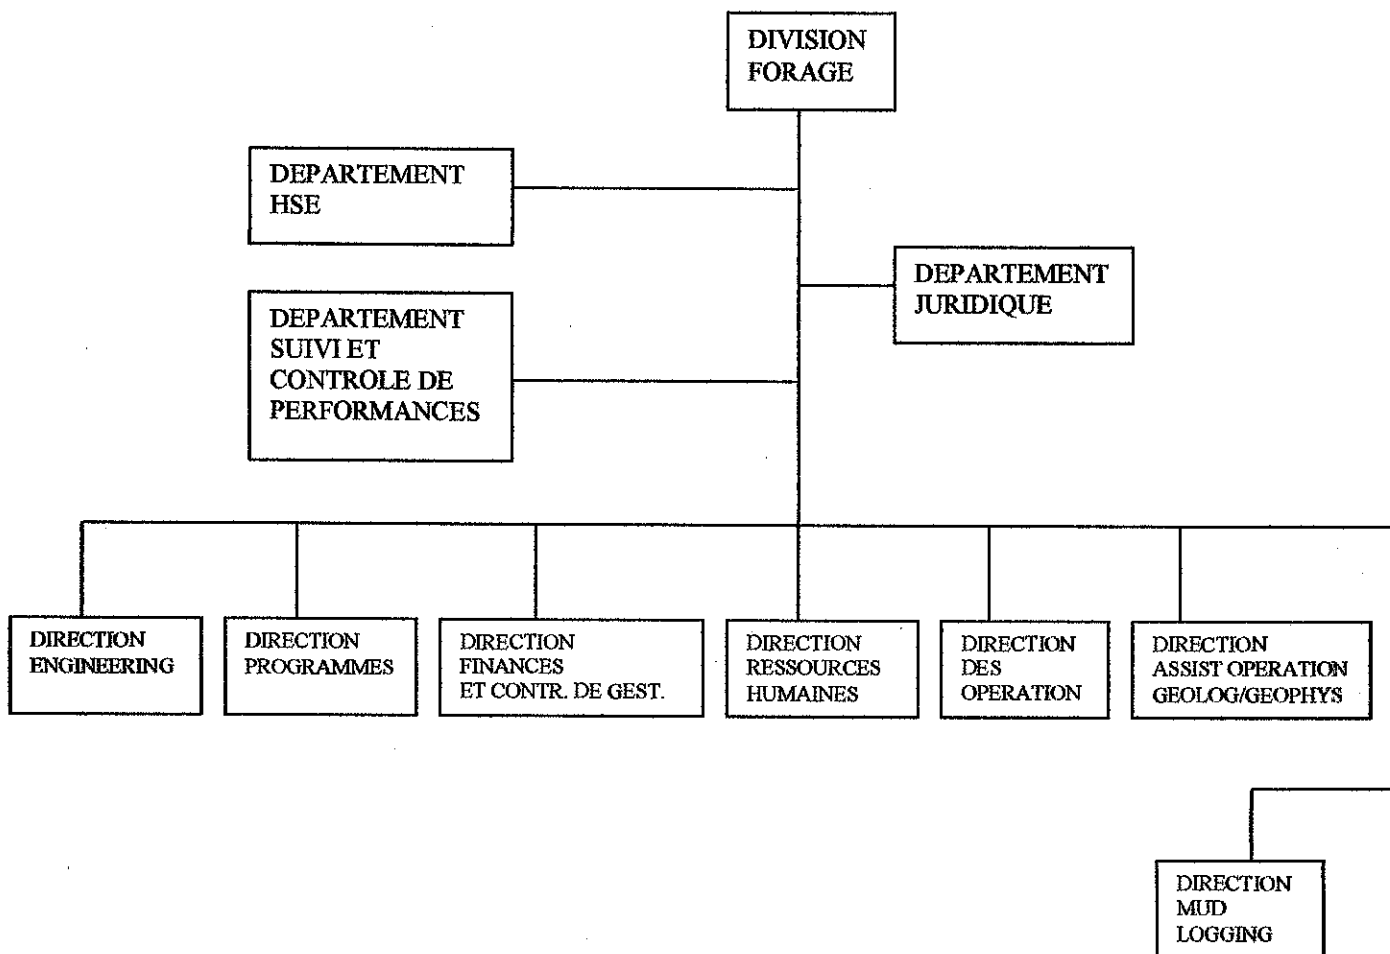 DIVISION
FORAGE
DEPARTEMENT
HSE
DEPARTEMENT
JURIDIQUE
DEPARTEMENT
SUIVI ET
CONTROLE DE
PERFORMANCES
DIRECTION
ENGINEERING
DIRECTION
PROGRAMMES
DIRECTION
FINANCES
ET CONTR. DE GEST.
DIRECTION
RESSOURCES
HUMAINES
DIRECTION
DES
OPERATION
DIRECTION
ASSIST OPERATION
GEOLOG/GEOPHYS
DIRECTION
MUD
LOGGING